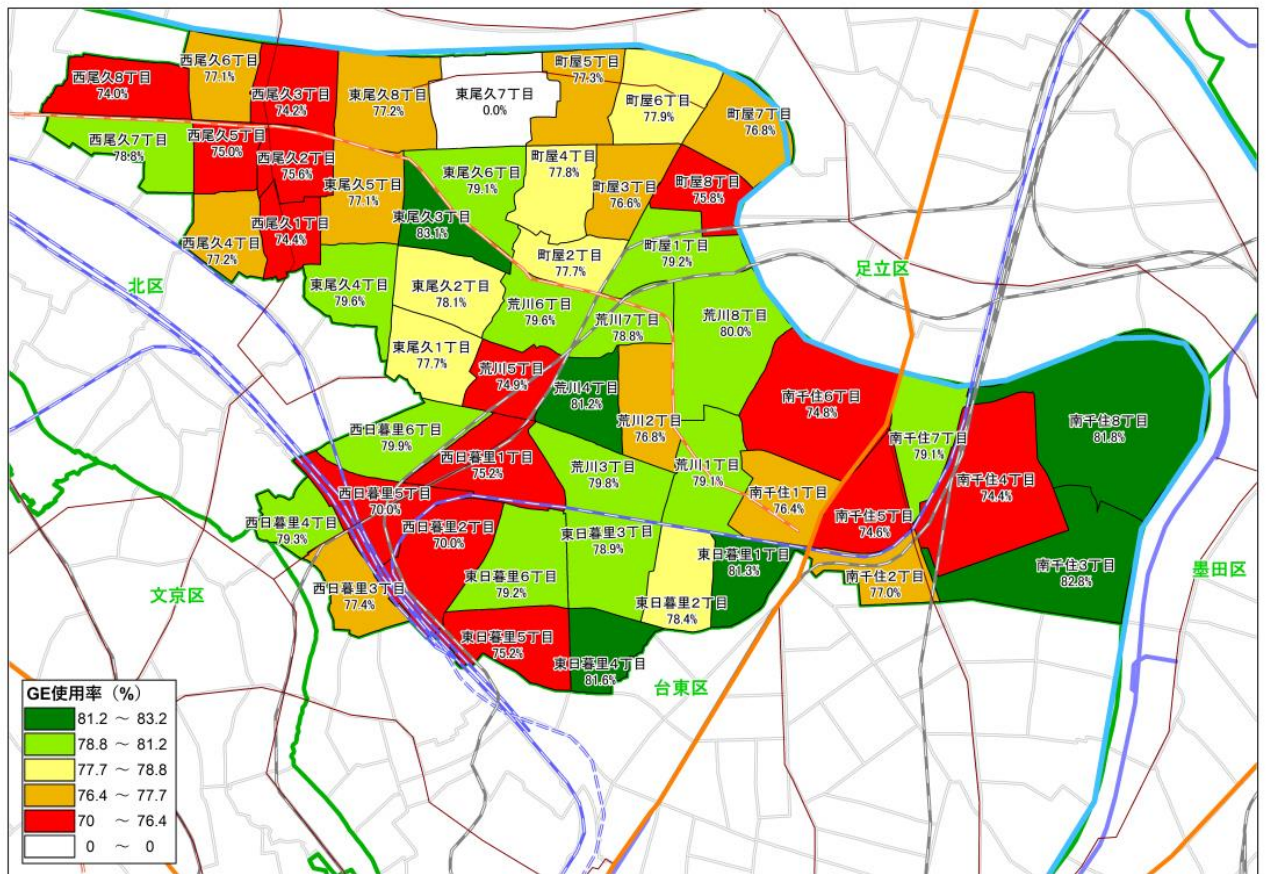 西尾久6丁目
77.1%
西尾久8丁目
74.0%
西尾久3丁目
74.2%
東尾久8丁目
77.2%
東尾久7丁目
0.0%
町屋5丁目
77.3%
町屋6丁目
77.9%
町屋7丁目
76.8%
西尾久7丁目
78.8%
西尾久5丁目
75.0%
西尾久2丁目
75.6%
東尾久5丁目
77.1%
東尾久6丁目
79.1%
町屋4丁目
77.8%
町屋3丁目
76.6%
町屋8丁目
75.8%
西尾久4丁目
77.2%
西尾久1丁目
74.4%
東尾久3丁目
83.1%
町屋2丁目
77.7%
町屋1丁目
79.2%
足立区
北区
東尾久4丁目
79.6%
東尾久2丁目
78.1%
荒川6丁目
79.6%
荒川7丁目
78.8%
荒川8丁目
80.0%
東尾久1丁目
77.7%
荒川5丁目
74.9%
荒川4丁目
81.2%
荒川2丁目
76.8%
南千住6丁目
74.8%
南千住7丁目
79.1%
南千住8丁目
81.8%
西日暮里6丁目
79.9%
西日暮里1丁目
75.2%
荒川3丁目
79.8%
荒川1丁目
79.1%
南千住1丁目
76.4%
南千住4丁目
74.4%
西日暮里5丁目
70.0%
西日暮里4丁目
79.3%
西日暮里2丁目
70.0%
東日暮里3丁目
78.9%
東日暮里1丁目
81.3%
南千住5丁目
74.6%
南千住2丁目
77.0%
南千住3丁目
82.8%
墨田区
文京区
西日暮里3丁目
77.4%
東日暮里6丁目
79.2%
東日暮里2丁目
78.4%
東日暮里5丁目
75.2%
東日暮里4丁目
81.6%
台東区
GE使用率（%）
81.2 ～ 83.2
78.8 ～ 81.2
77.7 ～ 78.8
76.4 ～ 77.7
70 ～ 76.4
0 ～ 0